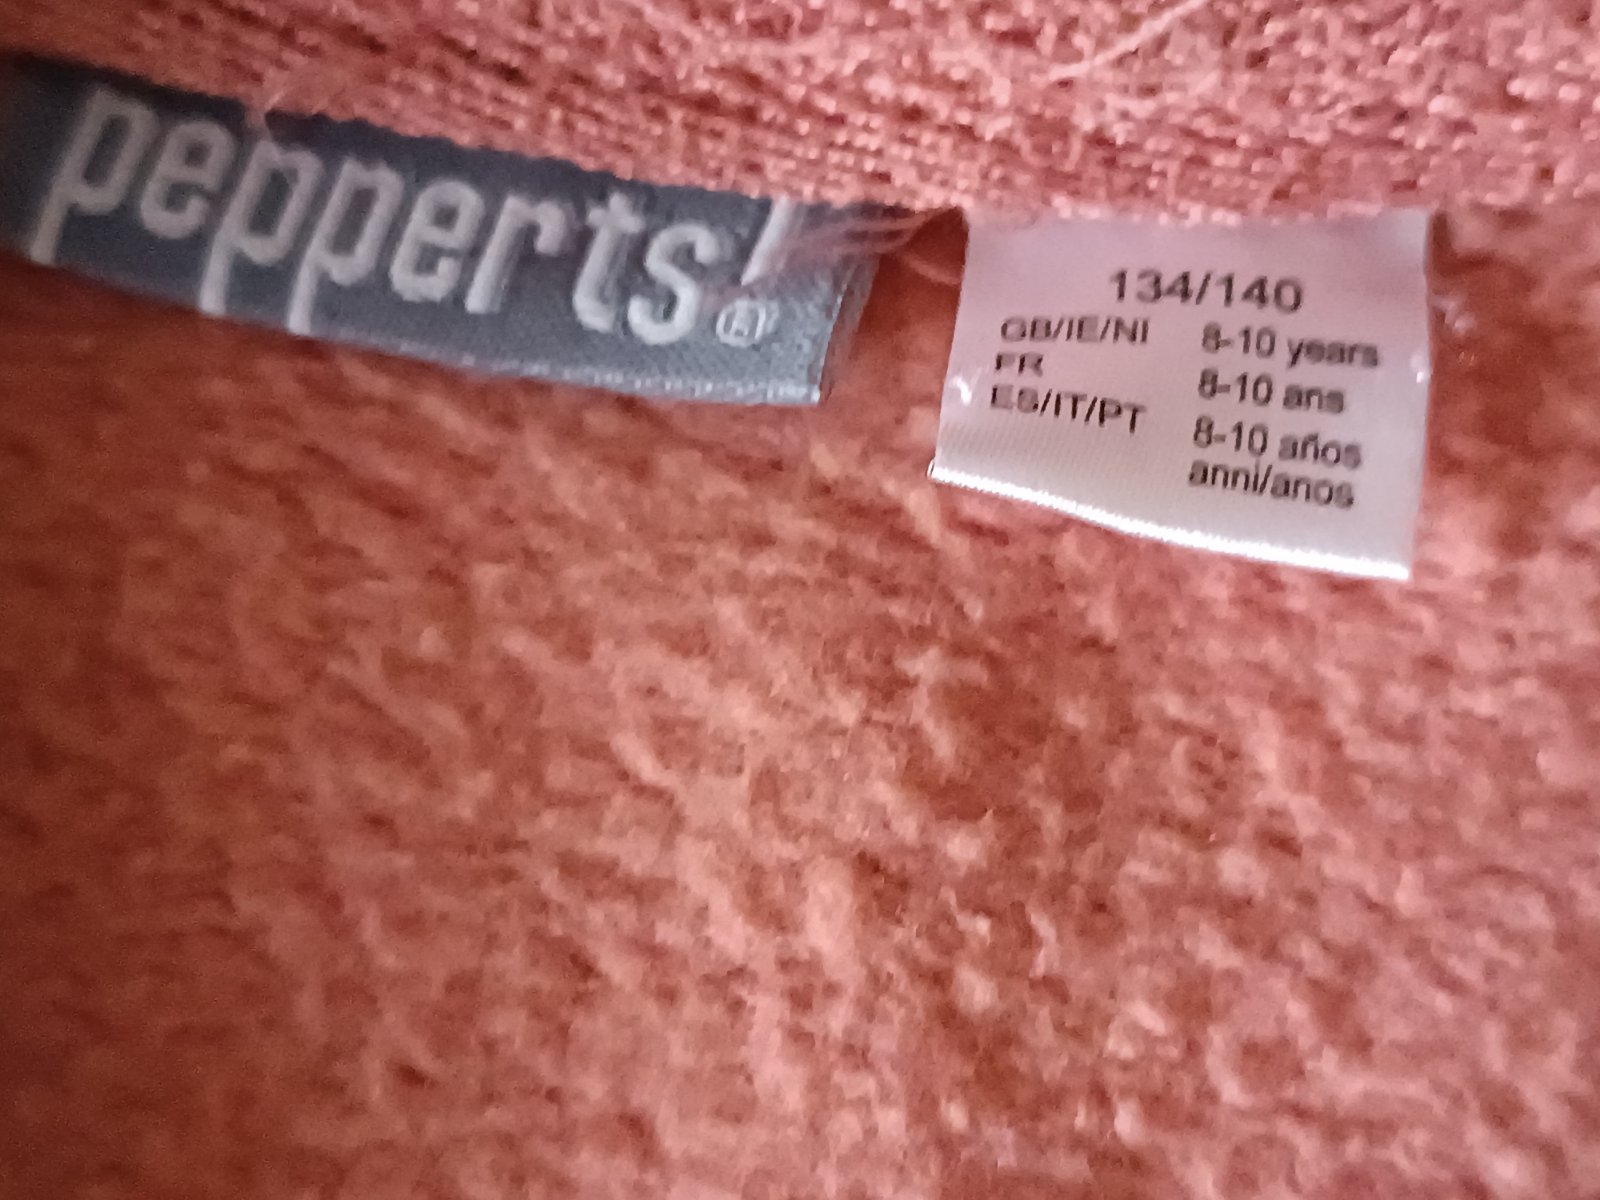 pepperts!®
134/140
GB/IE/NI 8-10 years
FR 8-10 ans
ES/IT/PT 8-10 años
anni/anos